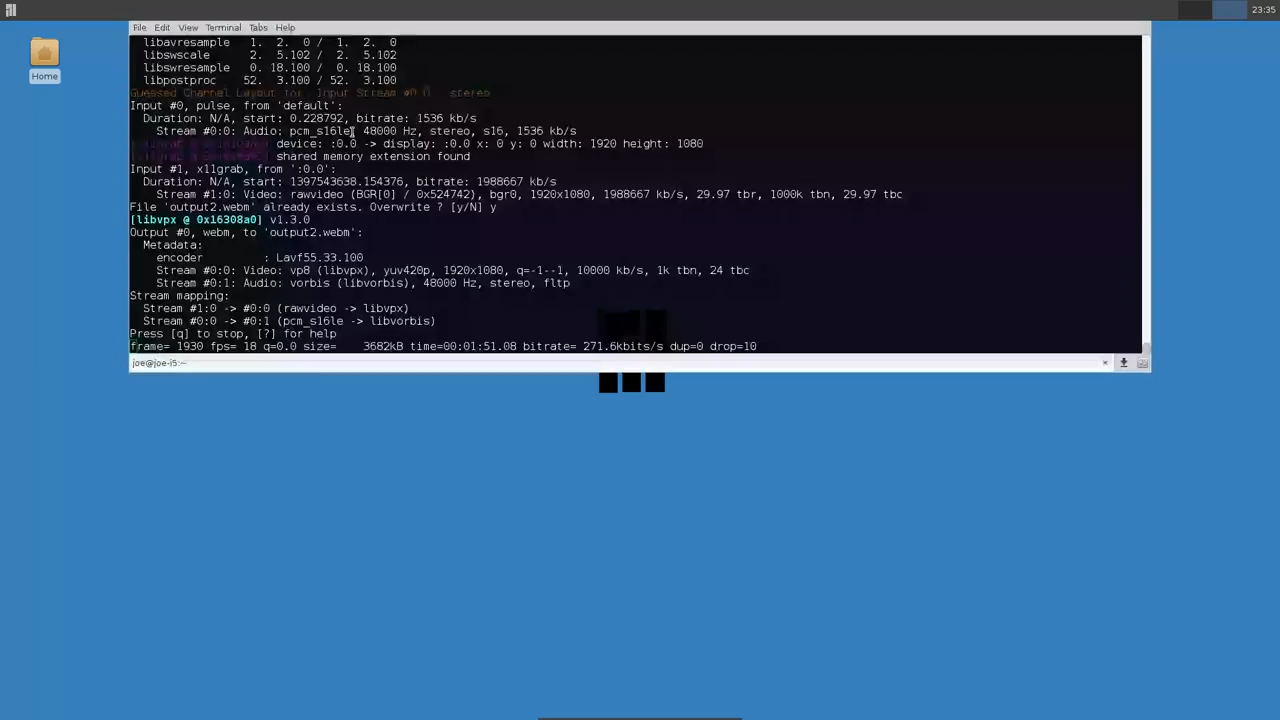 23:35
File Edit View Terminal Tabs Help
libavresample 1. 2. 0 / 1. 2. 0
libswscale 2. 5.102 / 2. 5.102
libswresample 0. 18.100 / 0. 18.100
libpostproc 52. 3.100 / 52. 3.100
Guessed Channel Layout for Input Stream #0.0 : stereo
Input #0, pulse, from 'default':
Duration: N/A, start: 0.228792, bitrate: 1536 kb/s
Home
Stream #0:0: Audio: pcm_s16le, 48000 Hz, stereo, s16, 1536 kb/s
device: :0.0 -> display: :0.0 x: 0 y: 0 width: 1920 height: 1080
shared memory extension found
Input #1, x11grab, from ':0.0':
Duration: N/A, start: 1397543638.154376, bitrate: 1988667 kb/s
Stream #1:0: Video: rawvideo (BGR[0] / 0x524742), bgr0, 1920x1080, 1988667 kb/s, 29.97 tbr, 1000k tbn, 29.97 tbc
File 'output2.webm' already exists. Overwrite ? [y/N] y
[libvpx @ 0x16308a0] v1.3.0
Output #0, webm, to 'output2.webm':
Metadata:
encoder : Lavf55.33.100
Stream #0:0: Video: vp8 (libvpx), yuv420p, 1920x1080, q=-1--1, 10000 kb/s, 1k tbn, 24 tbc
Stream #0:1: Audio: vorbis (libvorbis), 48000 Hz, stereo, fltp
Stream mapping:
Stream #1:0 -> #0:0 (rawvideo -> libvpx)
Stream #0:0 -> #0:1 (pcm_s16le -> libvorbis)
Press [q] to stop, [?] for help
frame= 1930 fps= 18 q=0.0 size= 3682kB time=00:01:51.08 bitrate= 271.6kbits/s dup=0 drop=10
joe@joe-i5:~